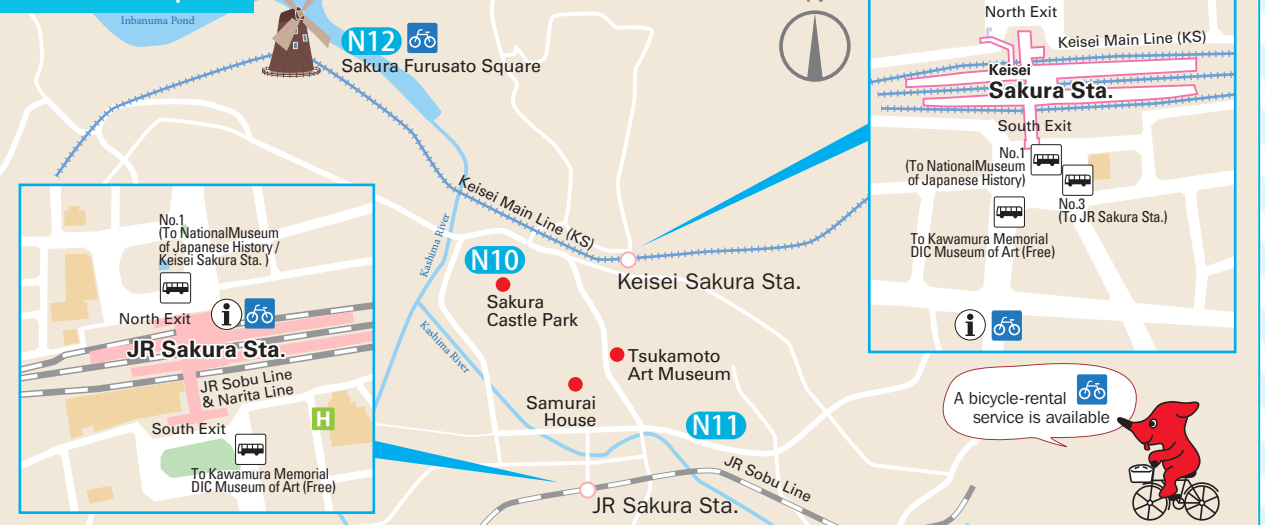 Inbanuma Pond
N12
Sakura Furusato Square
Keisei Main Line (KS)
Kashima River
Kashima River
N10
Sakura
Castle Park
Keisei Sakura Sta.
Tsukamoto
Art Museum
Samurai
House
N11
JR Sobu Line
JR Sakura Sta.
No.1
(To NationalMuseum
of Japanese History /
Keisei Sakura Sta. )
North Exit
i
JR Sakura Sta.
JR Sobu Line
& Narita Line
South Exit
H
To Kawamura Memorial
DIC Museum of Art (Free)
North Exit
Keisei Main Line (KS)
Keisei
Sakura Sta.
South Exit
No.1
(To NationalMuseum
of Japanese History)
No.3
(To JR Sakura Sta.)
To Kawamura Memorial
DIC Museum of Art (Free)
i
A bicycle-rental
service is available